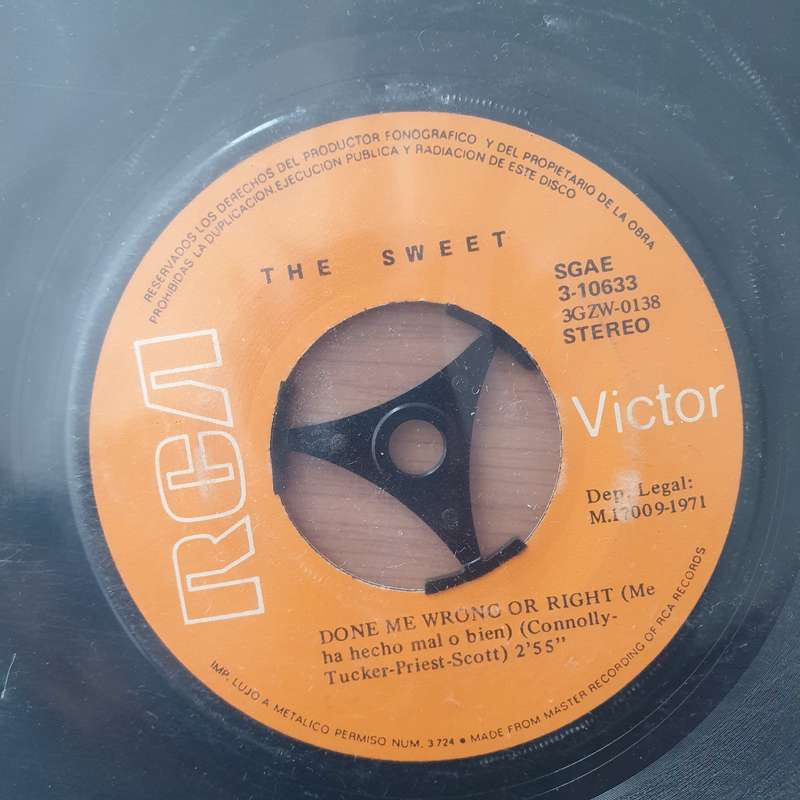 RESERVADOS LOS DERECHOS DEL PRODUCTOR FONOGRAFICO Y DEL PROPIETARIO DE LA OBRA
PROHIBIDAS LA DUPLICACION, EJECUCION PUBLICA Y RADIACION DE ESTE DISCO
THE SWEET
SGAE
3-10633
3GZW-0138
STEREO
RCA
Victor
Dep. Legal:
M.17009-1971
DONE ME WRONG OR RIGHT (Me
ha hecho mal o bien) (Connolly-
Tucker-Priest-Scott) 2'55"
IMP. LUJO A METALICO PERMISO NUM. 3.724 • MADE FROM MASTER RECORDING OF RCA RECORDS